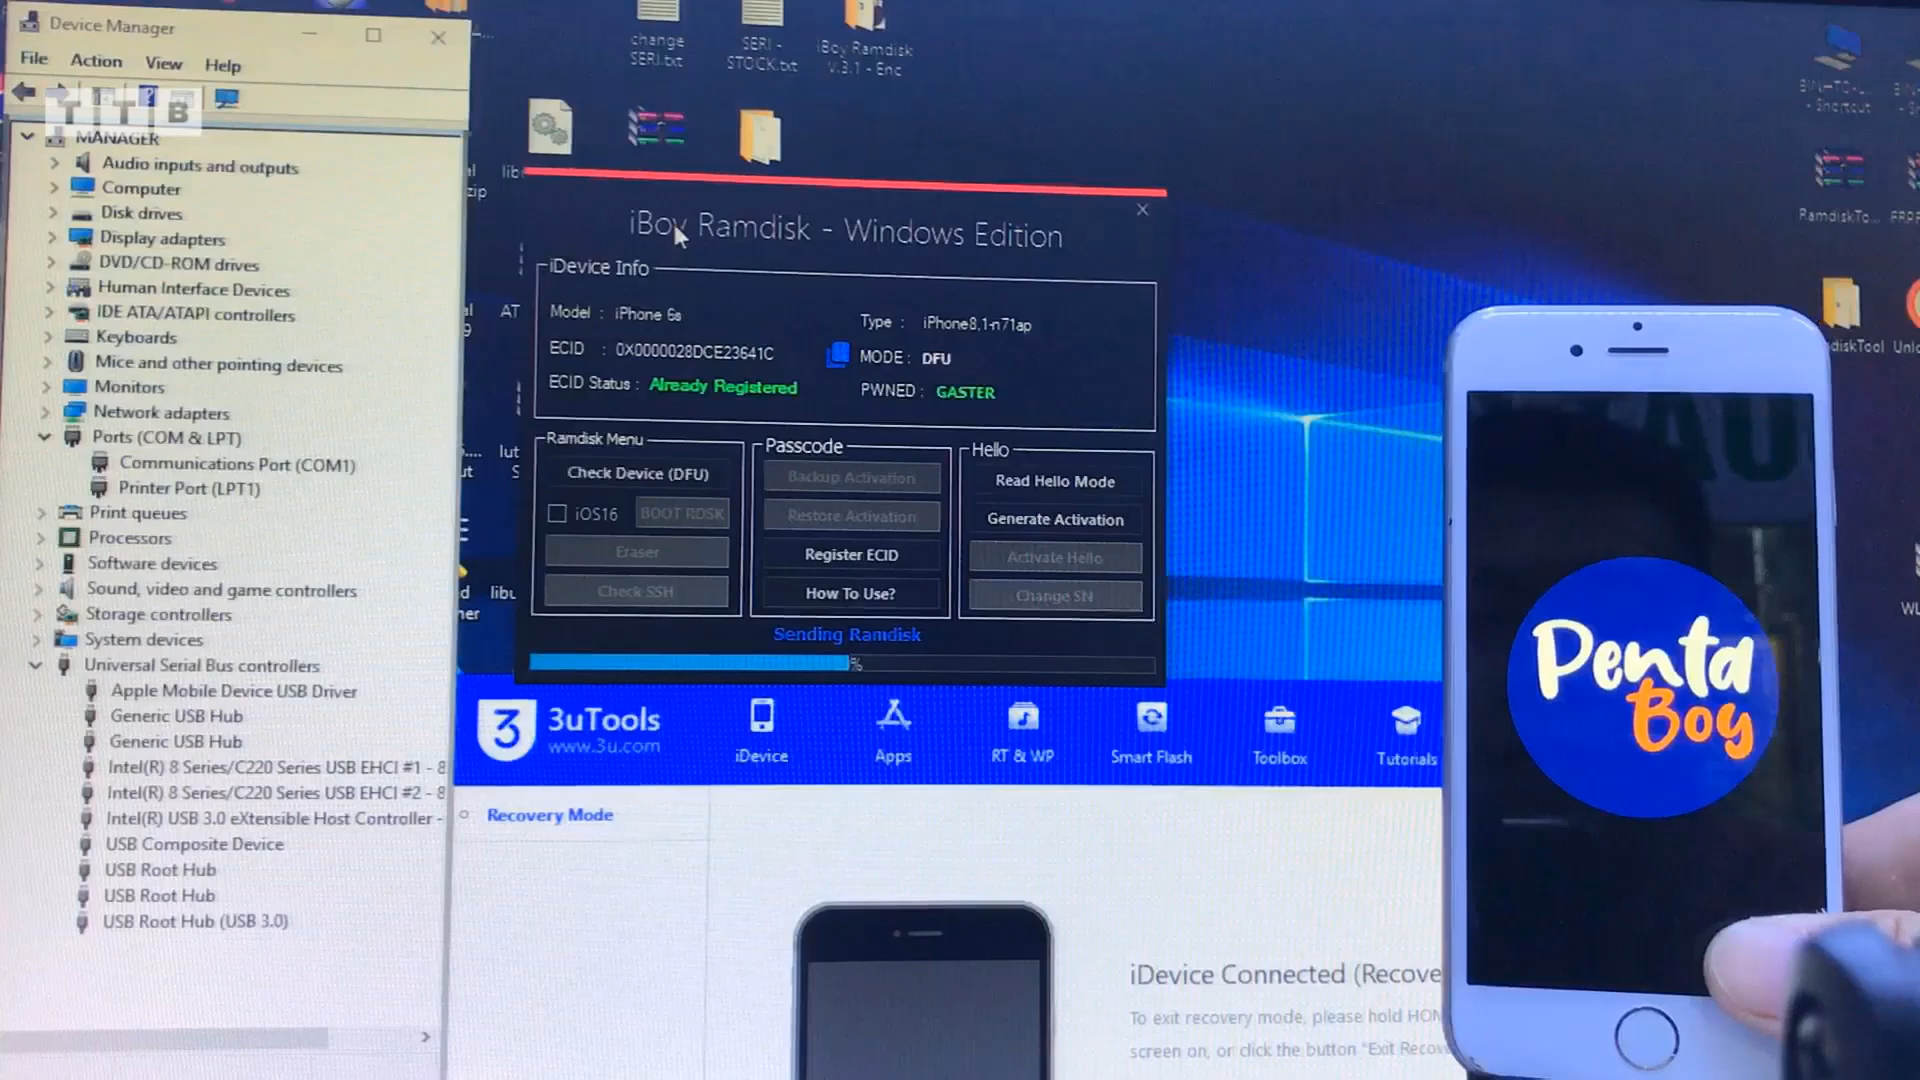 Device Manager
File Action View Help
TTB
MANAGER
Audio inputs and outputs
Computer
Disk drives
Display adapters
DVD/CD-ROM drives
Human Interface Devices
IDE ATA/ATAPI controllers
Keyboards
Mice and other pointing devices
Monitors
Network adapters
Ports (COM & LPT)
Communications Port (COM1)
Printer Port (LPT1)
Print queues
Processors
Software devices
Sound, video and game controllers
Storage controllers
System devices
Universal Serial Bus controllers
Apple Mobile Device USB Driver
Generic USB Hub
Generic USB Hub
Intel(R) 8 Series/C220 Series USB EHCI #1 - 8
Intel(R) 8 Series/C220 Series USB EHCI #2 - 8
Intel(R) USB 3.0 eXtensible Host Controller -
USB Composite Device
USB Root Hub
USB Root Hub
USB Root Hub (USB 3.0)
change
SERI.txt
SERI -
STOCK.txt
iBoy Ramdisk
V.3.1 - Enc
zip
AT
iBoy Ramdisk - Windows Edition
iDevice Info
Model : iPhone 6s
Type : iPhone8,1-n71ap
ECID : 0X0000028DCE23641C
MODE : DFU
ECID Status : Already Registered
PWNED : GASTER
Ramdisk Menu
Check Device (DFU)
iOS16
BOOT RDSK
Eraser
Check SSH
Passcode
Backup Activation
Restore Activation
Register ECID
How To Use?
Hello
Read Hello Mode
Generate Activation
Activate Hello
Change SN
Sending Ramdisk
%
3
3uTools
www.3u.com
iDevice
Apps
RT & WP
Smart Flash
Toolbox
Tutorials
Recovery Mode
iDevice Connected (Recove
To exit recovery mode, please hold HOM
screen on, or click the button "Exit Recov
- Shortcut
RamdiskTo...
diskTool
Penta
Boy